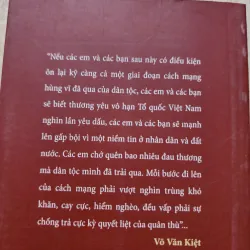 "Nếu các em và các bạn sau này có điều kiện
ôn lại kỹ càng cả một giai đoạn cách mạng
hùng vĩ đã qua của dân tộc, các em và các bạn
sẽ biết thương yêu vô hạn Tổ quốc Việt Nam
nghìn lần yêu dấu, các em và các bạn sẽ mạnh
lên gấp bội vì một niềm tin ở nhân dân và đất
nước. Các em chớ quên bao nhiêu đau thương
mà dân tộc mình đã trải qua. Mỗi bước đi lên
của cách mạng phải vượt nghìn trùng khó
khăn, cay cực, hiểm nghèo, đều vấp phải sự
chống trả cực kỳ quyết liệt của quân thù"...
Võ Văn Kiệt